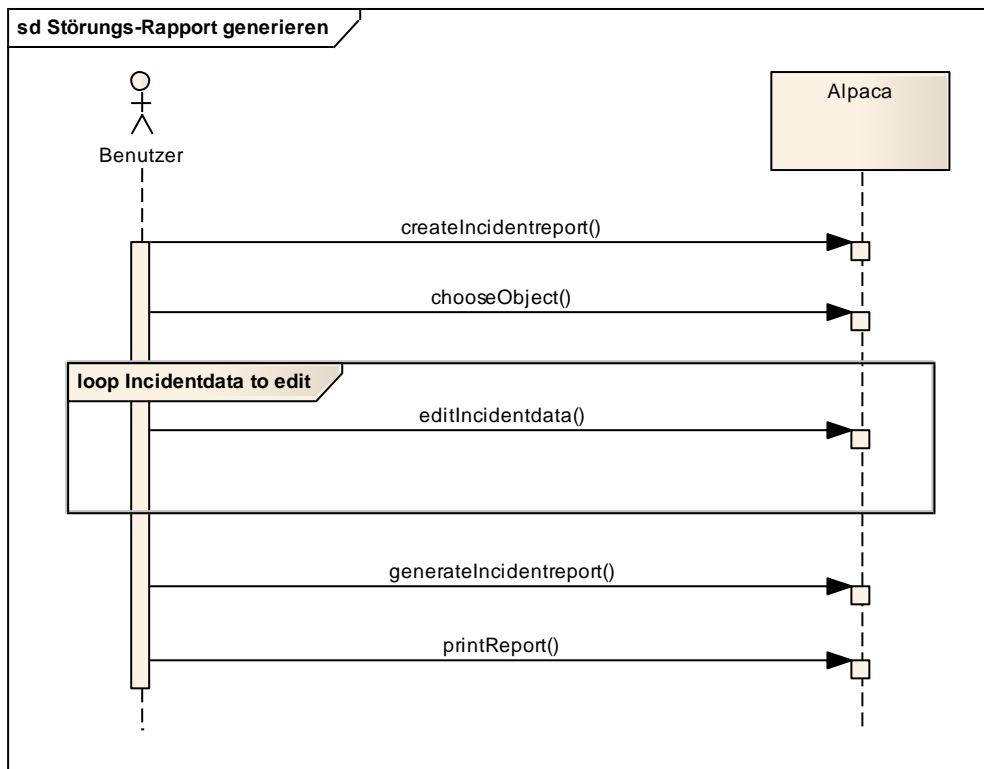 sd Störungs-Rapport generieren
Benutzer
Alpaca
createIncidentreport()
chooseObject()
loop Incidentdata to edit
editIncidentdata()
generateIncidentreport()
printReport()